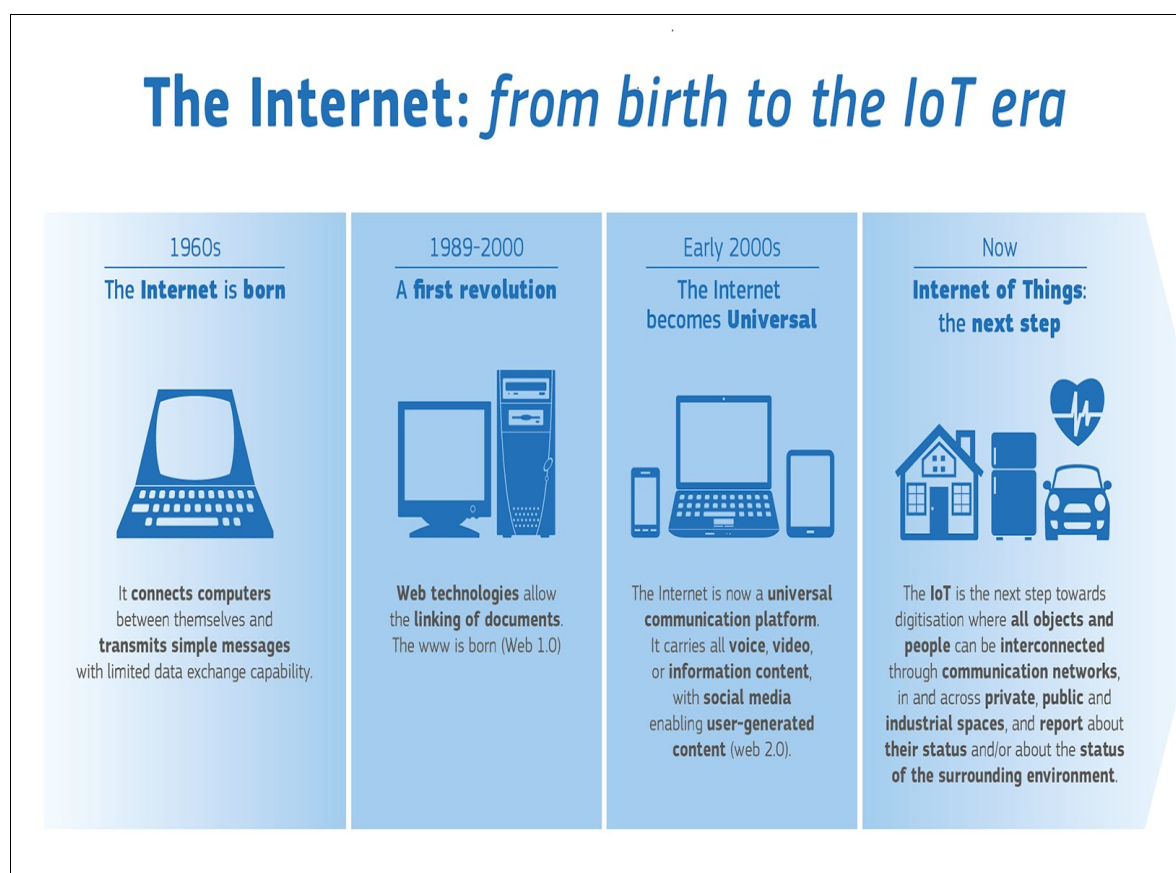 The Internet: from birth to the IoT era
1960s
The Internet is born
It connects computers
between themselves and
transmits simple messages
with limited data exchange capability.
1989-2000
A first revolution
Web technologies allow
the linking of documents.
The www is born (Web 1.0)
Early 2000s
The Internet
becomes Universal
The Internet is now a universal
communication platform.
It carries all voice, video,
or information content,
with social media
enabling user-generated
content (web 2.0).
Now
Internet of Things:
the next step
The IoT is the next step towards
digitisation where all objects and
people can be interconnected
through communication networks,
in and across private, public and
industrial spaces, and report about
their status and/or about the status
of the surrounding environment.